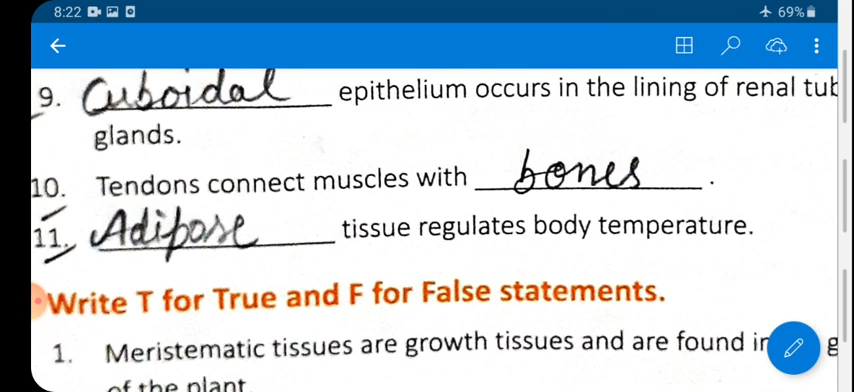 8:22 69%
9. Cuboidal epithelium occurs in the lining of renal
glands.
10. Tendons connect muscles with bones.
11. Adipose tissue regulates body temperature.
Write T for True and F for False statements.
1. Meristematic tissues are growth tissues and are found
of the plant